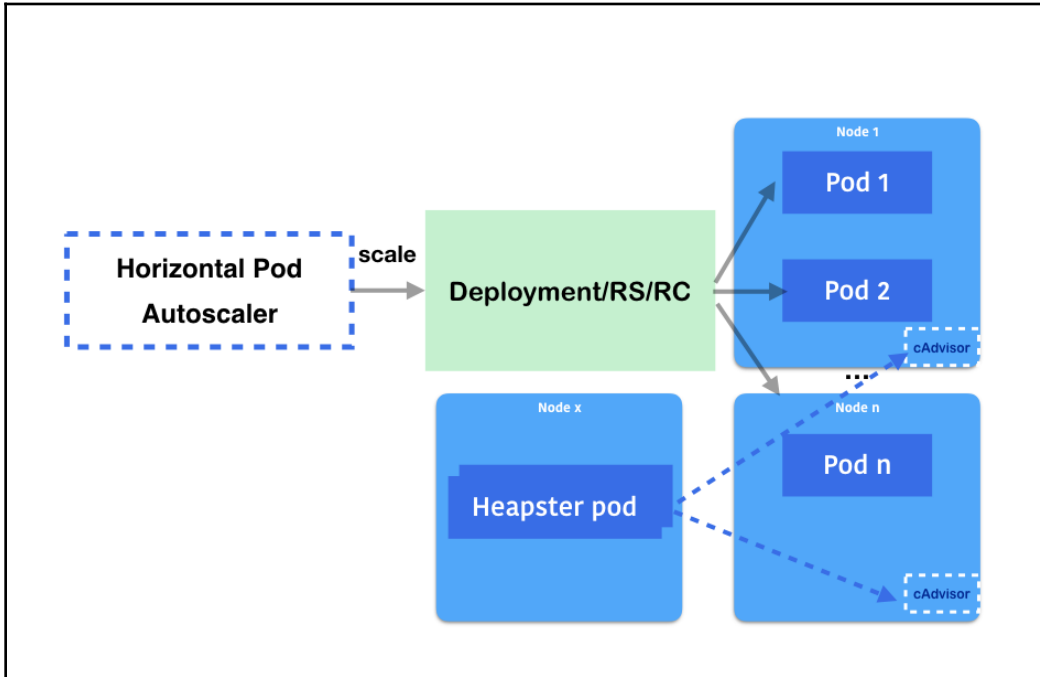 Node 1
Pod 1
Horizontal Pod
Autoscaler
scale
Deployment/RS/RC
Pod 2
cAdvisor
...
Node x
Heapster pod
Node n
Pod n
cAdvisor